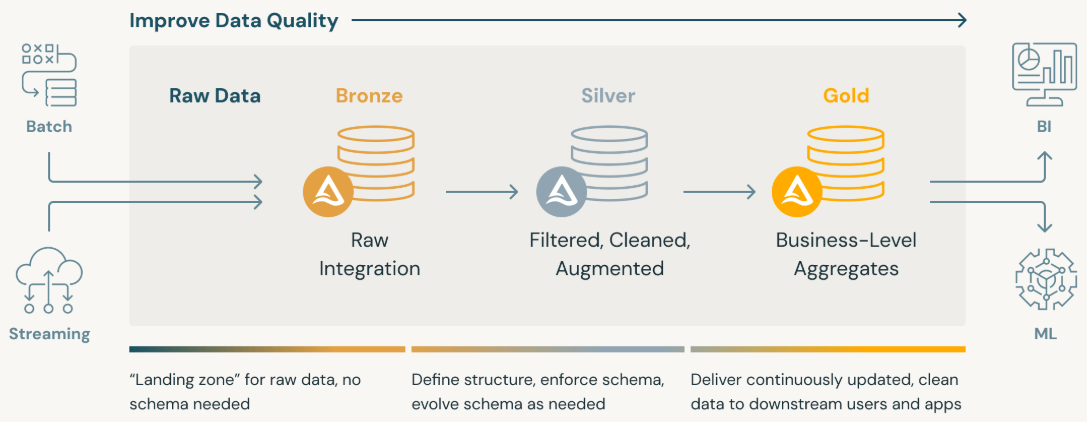 Improve Data Quality
Batch
Streaming
Raw Data
Bronze
Silver
Gold
Raw
Integration
Filtered, Cleaned,
Augmented
Business-Level
Aggregates
BI
ML
“Landing zone” for raw data, no
schema needed
Define structure, enforce schema,
evolve schema as needed
Deliver continuously updated, clean
data to downstream users and apps